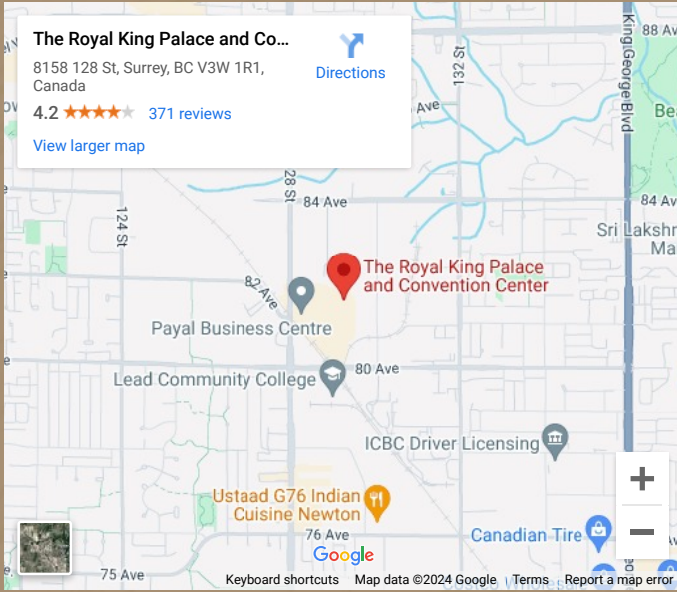 The Royal King Palace and Co...
8158 128 St, Surrey, BC V3W 1R1,
Canada
4.2
371 reviews
View larger map
Directions
88 Av
King George Blvd
132 St
Ave
Be
28 St
84 Ave
84 Av
124 St
Sri Lakshm
Ma
The Royal King Palace
and Convention Center
82 Ave
Payal Business Centre
80 Ave
Lead Community College
ICBC Driver Licensing
Ustaad G76 Indian
Cuisine Newton
76 Ave
Canadian Tire
Google
75 Ave
Keyboard shortcuts
Map data ©2024 Google
Terms
Report a map error